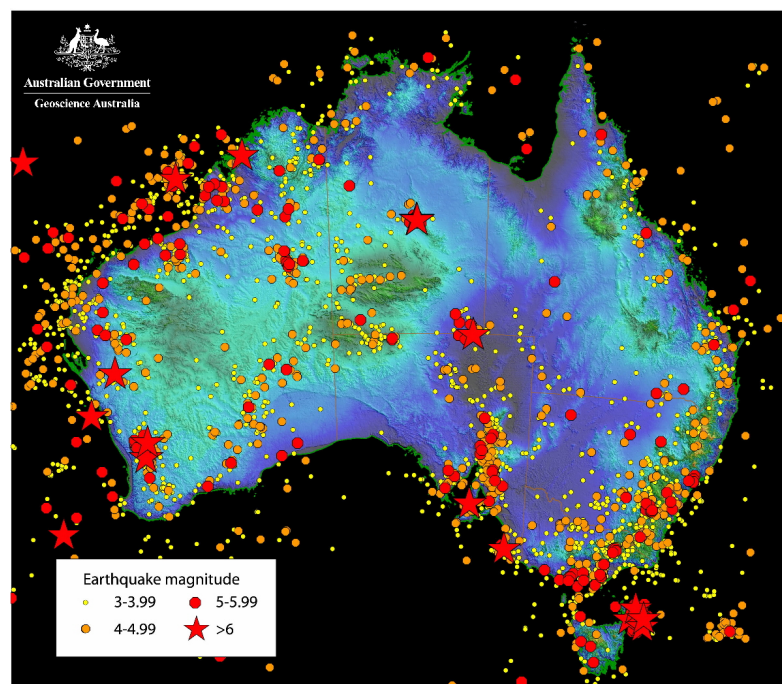 Australian Government
Geoscience Australia
Earthquake magnitude
3-3.99 5-5.99
4-4.99 >6